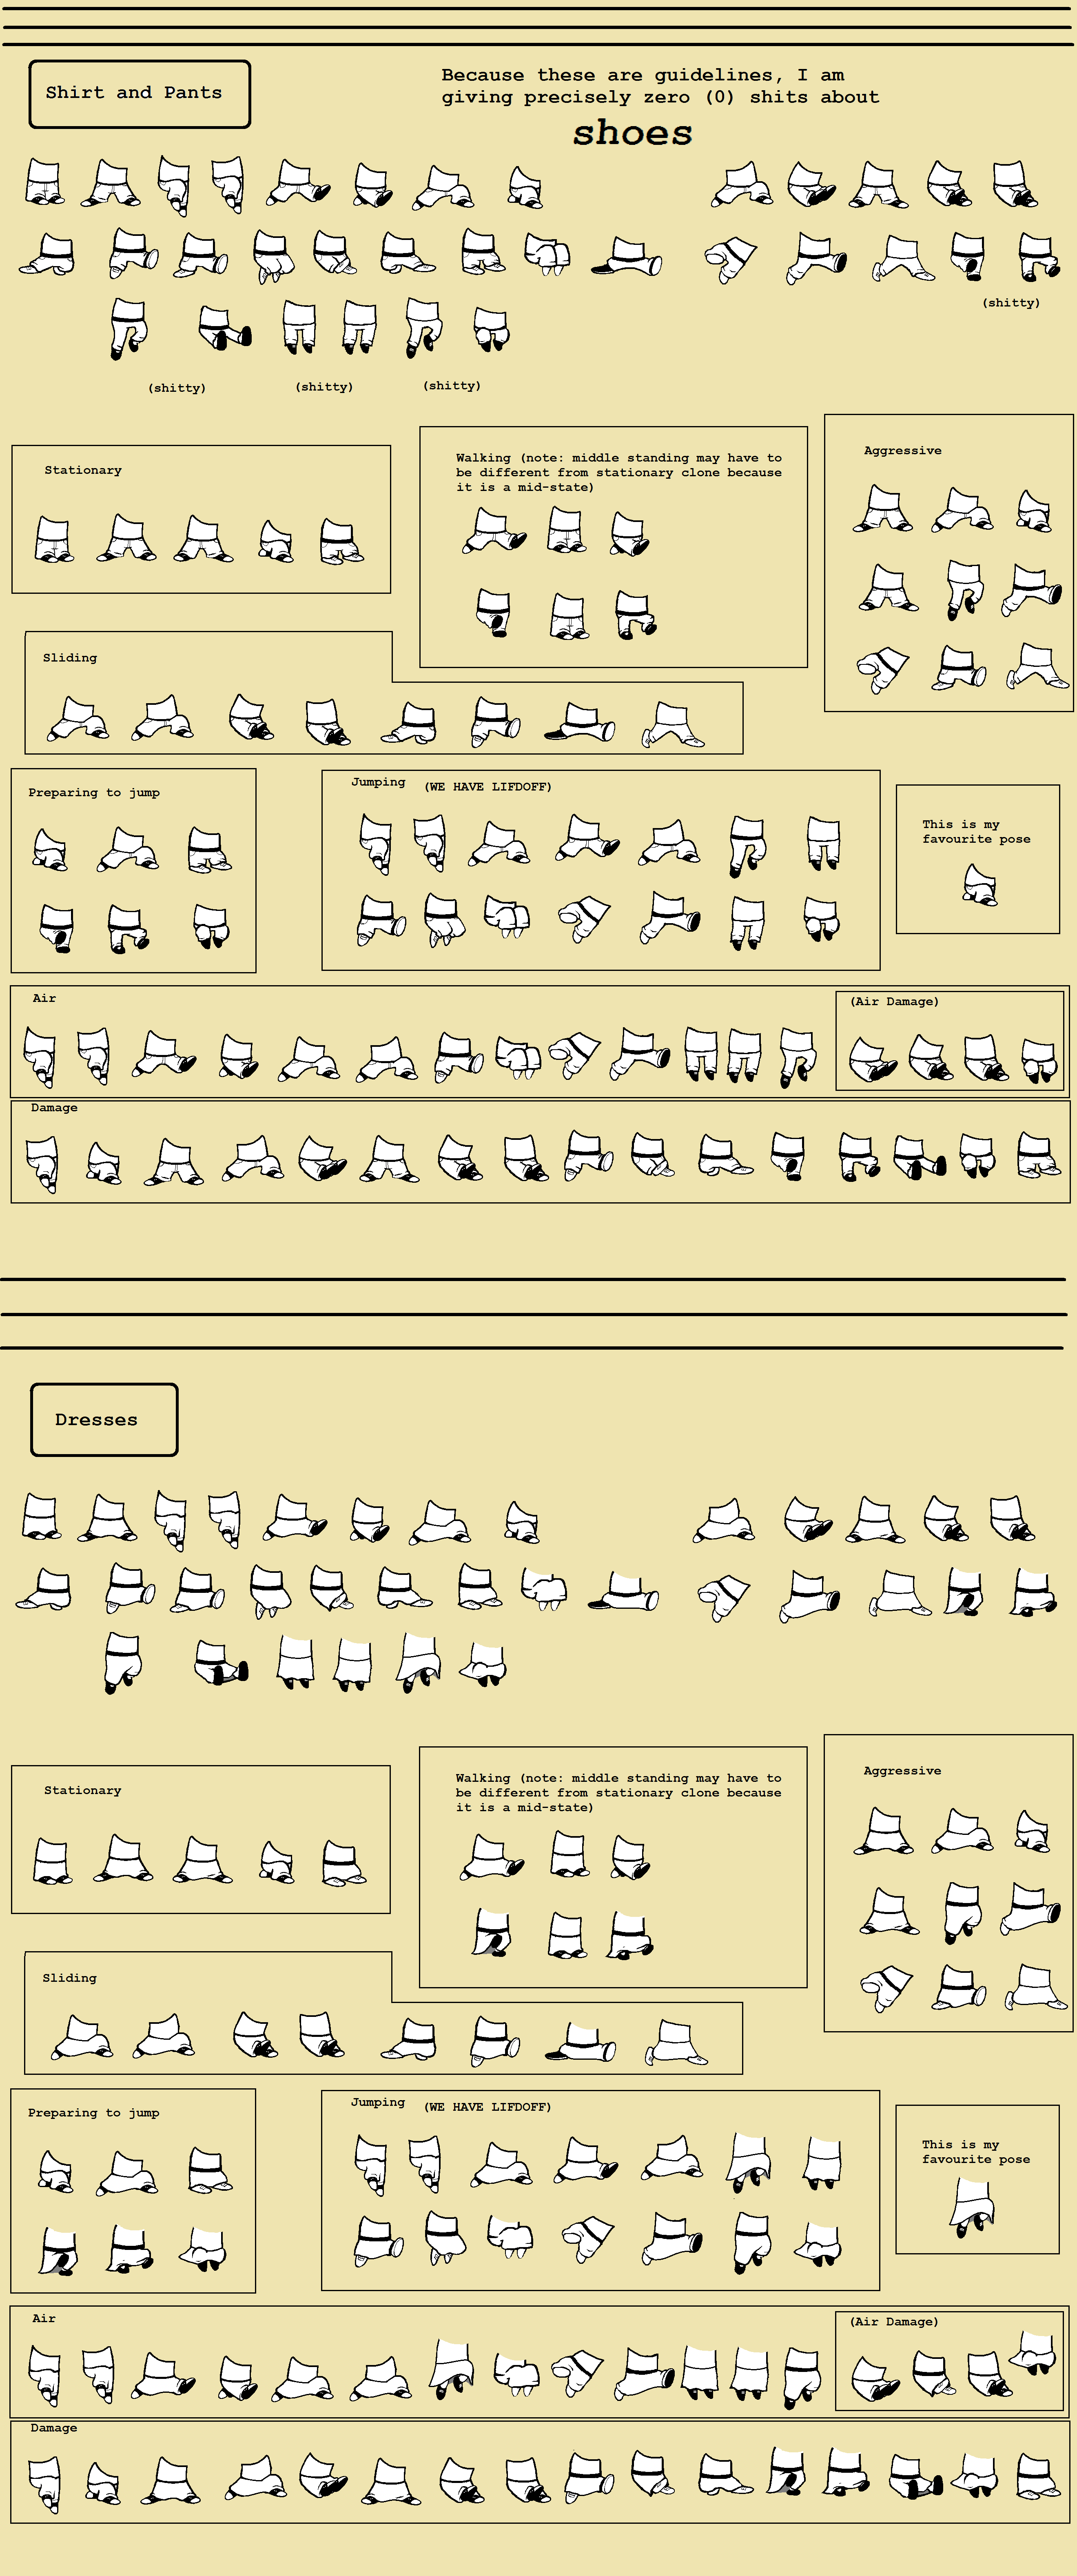 Shirt and Pants
Because these are guidelines, I am
giving precisely zero (0) shits about
shoes
(shitty)
(shitty)
(shitty)
(shitty)
Stationary
Walking (note: middle standing may have to
be different from stationary clone because
it is a mid-state)
Aggressive
Sliding
Preparing to jump
Jumping (WE HAVE LIFDOFF)
This is my
favourite pose
Air
(Air Damage)
Damage
Dresses
Stationary
Walking (note: middle standing may have to
be different from stationary clone because
it is a mid-state)
Aggressive
Sliding
Preparing to jump
Jumping (WE HAVE LIFDOFF)
This is my
favourite pose
Air
(Air Damage)
Damage